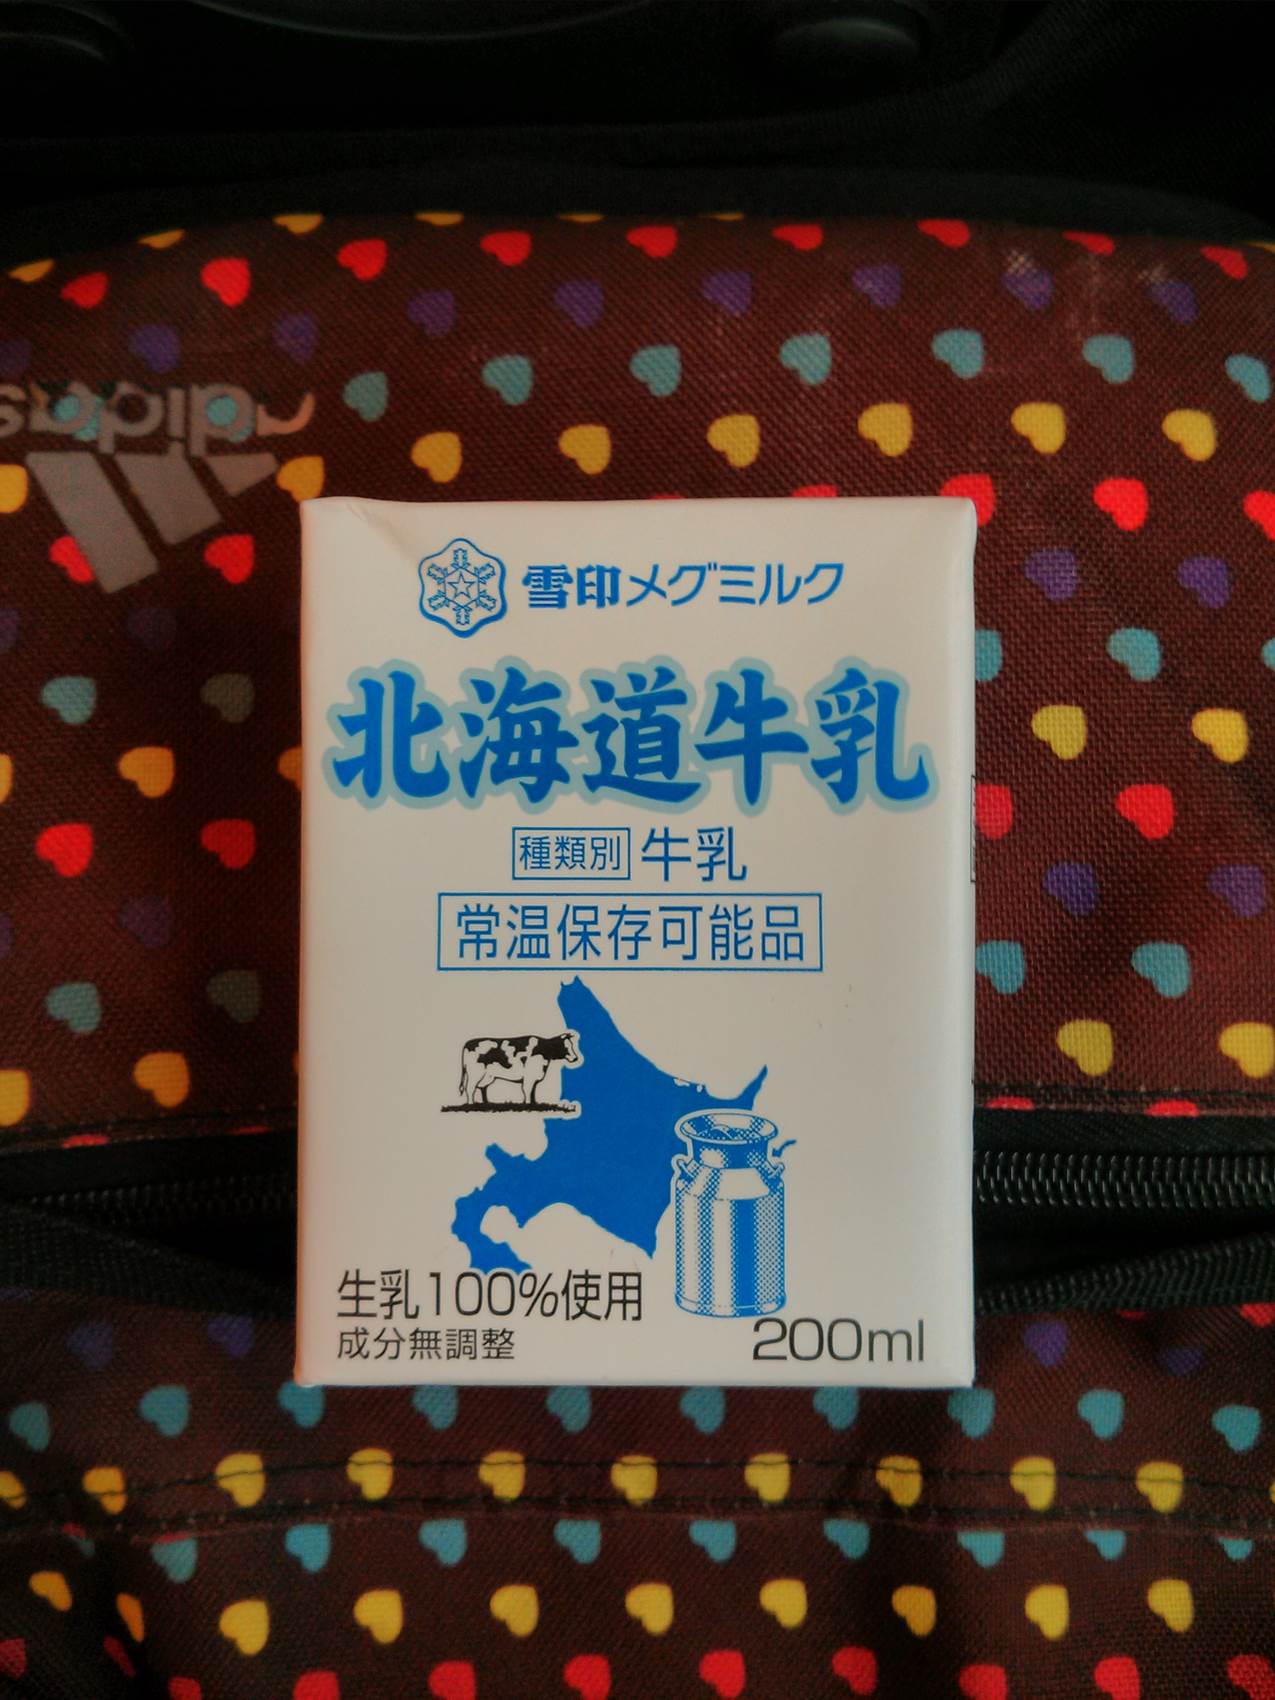 adidas
雪印メグミルク
北海道牛乳
種類別 牛乳
常温保存可能品
生乳100%使用
成分無調整
200ml